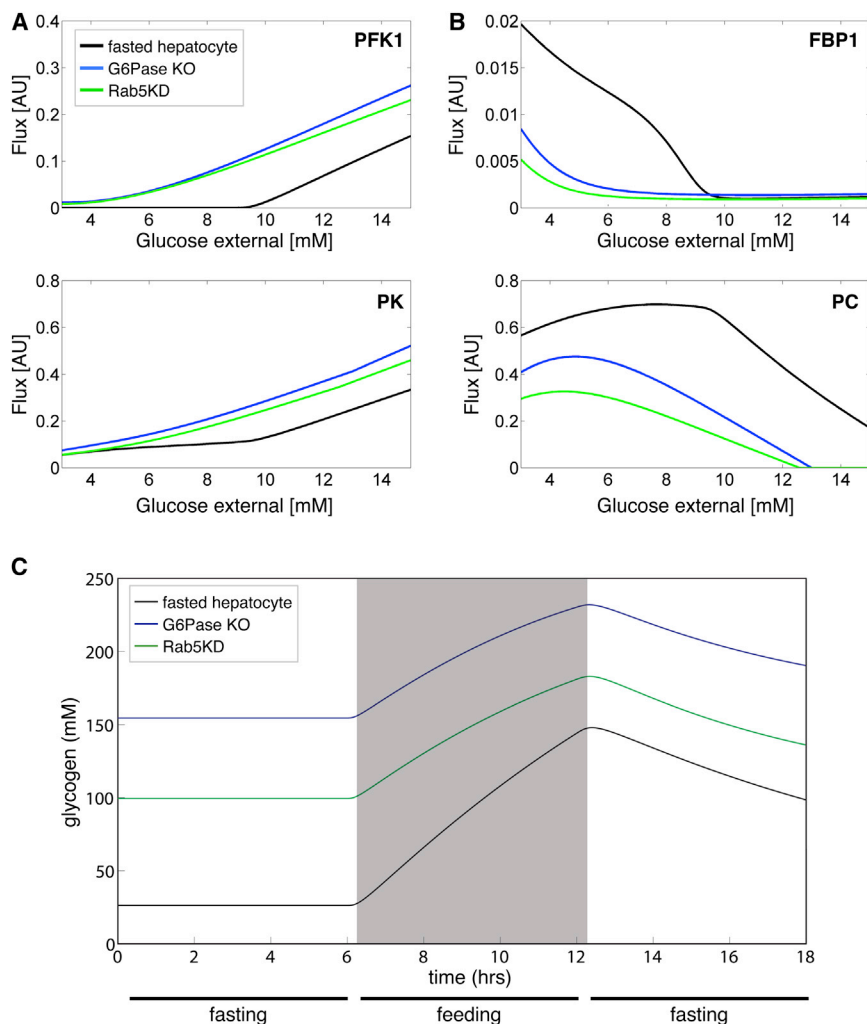 A
PFK1
0.4
0.3
0.2
0.1
0
Flux [AU]
fasted hepatocyte
G6Pase KO
Rab5KD
4 6 8 10 12 14
Glucose external [mM]
B
FBP1
0.02
0.015
0.01
0.005
0
Flux [AU]
4 6 8 10 12 14
Glucose external [mM]
PK
0.8
0.6
0.4
0.2
0
Flux [AU]
4 6 8 10 12 14
Glucose external [mM]
PC
0.8
0.6
0.4
0.2
0
Flux [AU]
4 6 8 10 12 14
Glucose external [mM]
C
250
200
150
100
50
0
glycogen (mM)
fasted hepatocyte
G6Pase KO
Rab5KD
0 2 4 6 8 10 12 14 16 18
time (hrs)
fasting feeding fasting